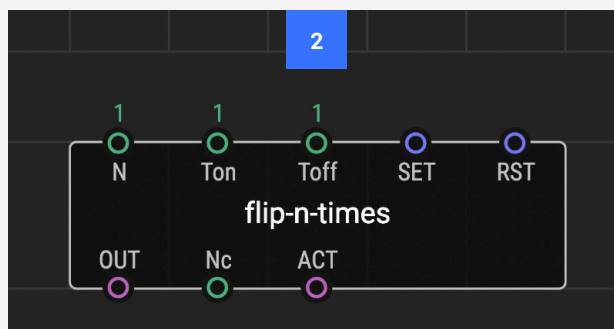 2
1 1 1
N Ton Toff SET RST
flip-n-times
OUT Nc ACT